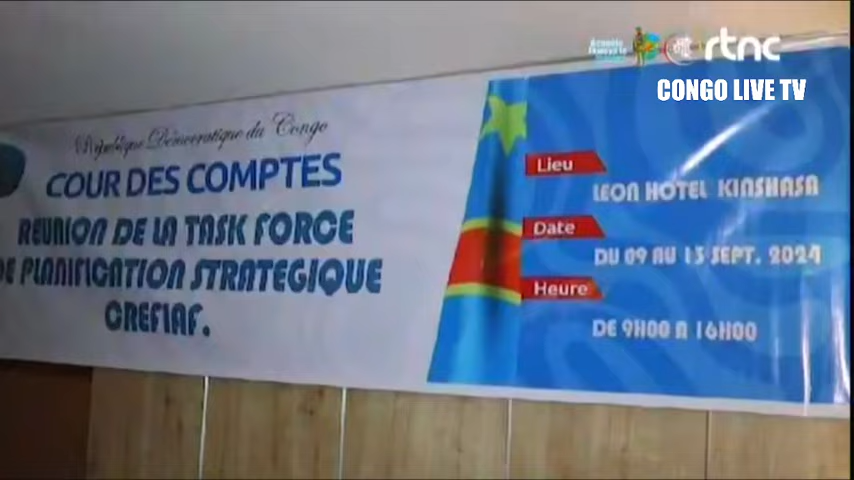 rtnc
CONGO LIVE TV
République Démocratique du Congo
COUR DES COMPTES
REUNION DE LA TASK FORCE
DE PLANIFICATION STRATEGIQUE
CREFIAF.
Lieu
LEON HOTEL KINSHASA
Date
DU 09 AU 13 SEPT. 2024
Heure
DE 9H00 A 16H00